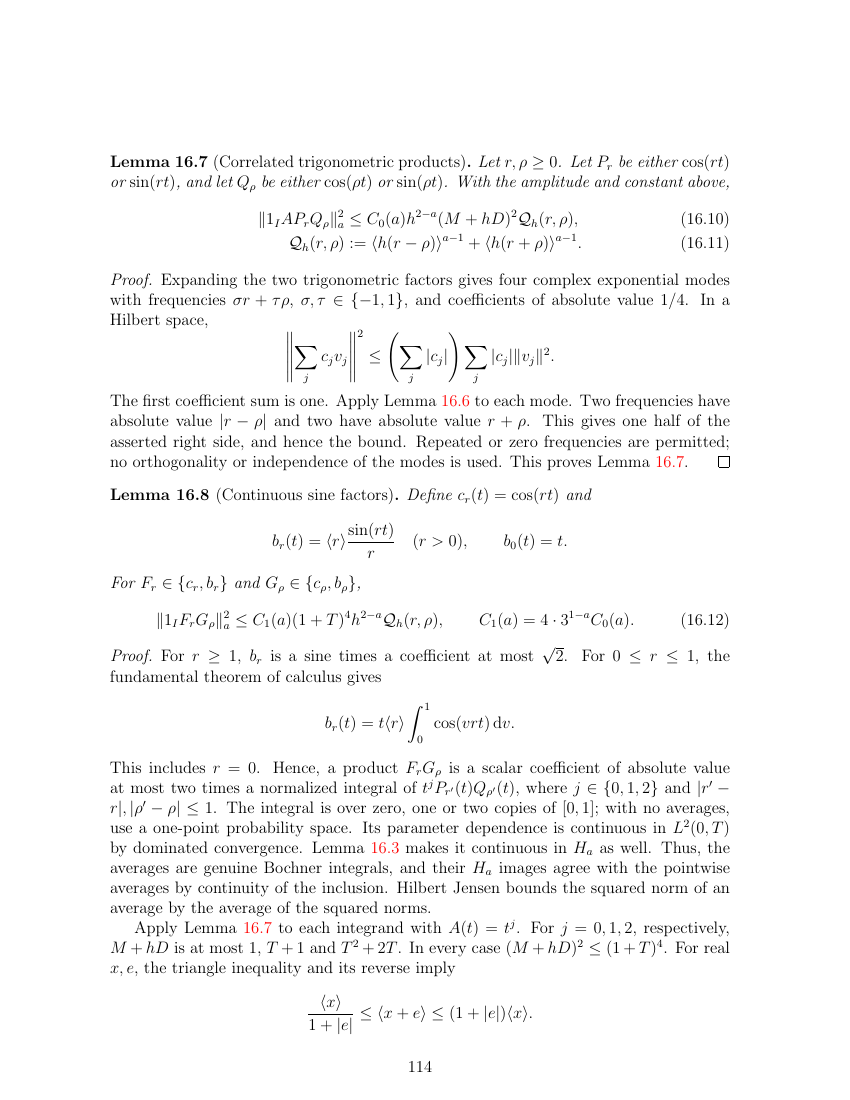 Lemma 16.7 (Correlated trigonometric products). Let r, ρ ≥ 0. Let P_r be either cos(rt)
or sin(rt), and let Q_ρ be either cos(ρt) or sin(ρt). With the amplitude and constant above,
‖1_I A P_r Q_ρ‖²_a ≤ C_0(a)h^{2−a}(M + hD)²𝒬_h(r, ρ), (16.10)
𝒬_h(r, ρ) := ⟨h(r − ρ)⟩^{a−1} + ⟨h(r + ρ)⟩^{a−1}. (16.11)
Proof. Expanding the two trigonometric factors gives four complex exponential modes
with frequencies σr + τρ, σ, τ ∈ {−1, 1}, and coefficients of absolute value 1/4. In a
Hilbert space,
‖∑_j c_j v_j‖² ≤ (∑_j |c_j|) ∑_j |c_j|‖v_j‖².
The first coefficient sum is one. Apply Lemma 16.6 to each mode. Two frequencies have
absolute value |r − ρ| and two have absolute value r + ρ. This gives one half of the
asserted right side, and hence the bound. Repeated or zero frequencies are permitted;
no orthogonality or independence of the modes is used. This proves Lemma 16.7. □
Lemma 16.8 (Continuous sine factors). Define c_r(t) = cos(rt) and
b_r(t) = ⟨r⟩ sin(rt)/r (r > 0), b_0(t) = t.
For F_r ∈ {c_r, b_r} and G_ρ ∈ {c_ρ, b_ρ},
‖1_I F_r G_ρ‖²_a ≤ C_1(a)(1 + T)⁴h^{2−a}𝒬_h(r, ρ), C_1(a) = 4 · 3^{1−a}C_0(a). (16.12)
Proof. For r ≥ 1, b_r is a sine times a coefficient at most √2. For 0 ≤ r ≤ 1, the
fundamental theorem of calculus gives
b_r(t) = t⟨r⟩ ∫_0^1 cos(vrt) dv.
This includes r = 0. Hence, a product F_r G_ρ is a scalar coefficient of absolute value
at most two times a normalized integral of t^j P_{r′}(t)Q_{ρ′}(t), where j ∈ {0, 1, 2} and |r′ −
r|, |ρ′ − ρ| ≤ 1. The integral is over zero, one or two copies of [0, 1]; with no averages,
use a one-point probability space. Its parameter dependence is continuous in L²(0, T)
by dominated convergence. Lemma 16.3 makes it continuous in H_a as well. Thus, the
averages are genuine Bochner integrals, and their H_a images agree with the pointwise
averages by continuity of the inclusion. Hilbert Jensen bounds the squared norm of an
average by the average of the squared norms.
Apply Lemma 16.7 to each integrand with A(t) = t^j. For j = 0, 1, 2, respectively,
M + hD is at most 1, T + 1 and T² + 2T. In every case (M + hD)² ≤ (1 + T)⁴. For real
x, e, the triangle inequality and its reverse imply
⟨x⟩/(1 + |e|) ≤ ⟨x + e⟩ ≤ (1 + |e|)⟨x⟩.
114